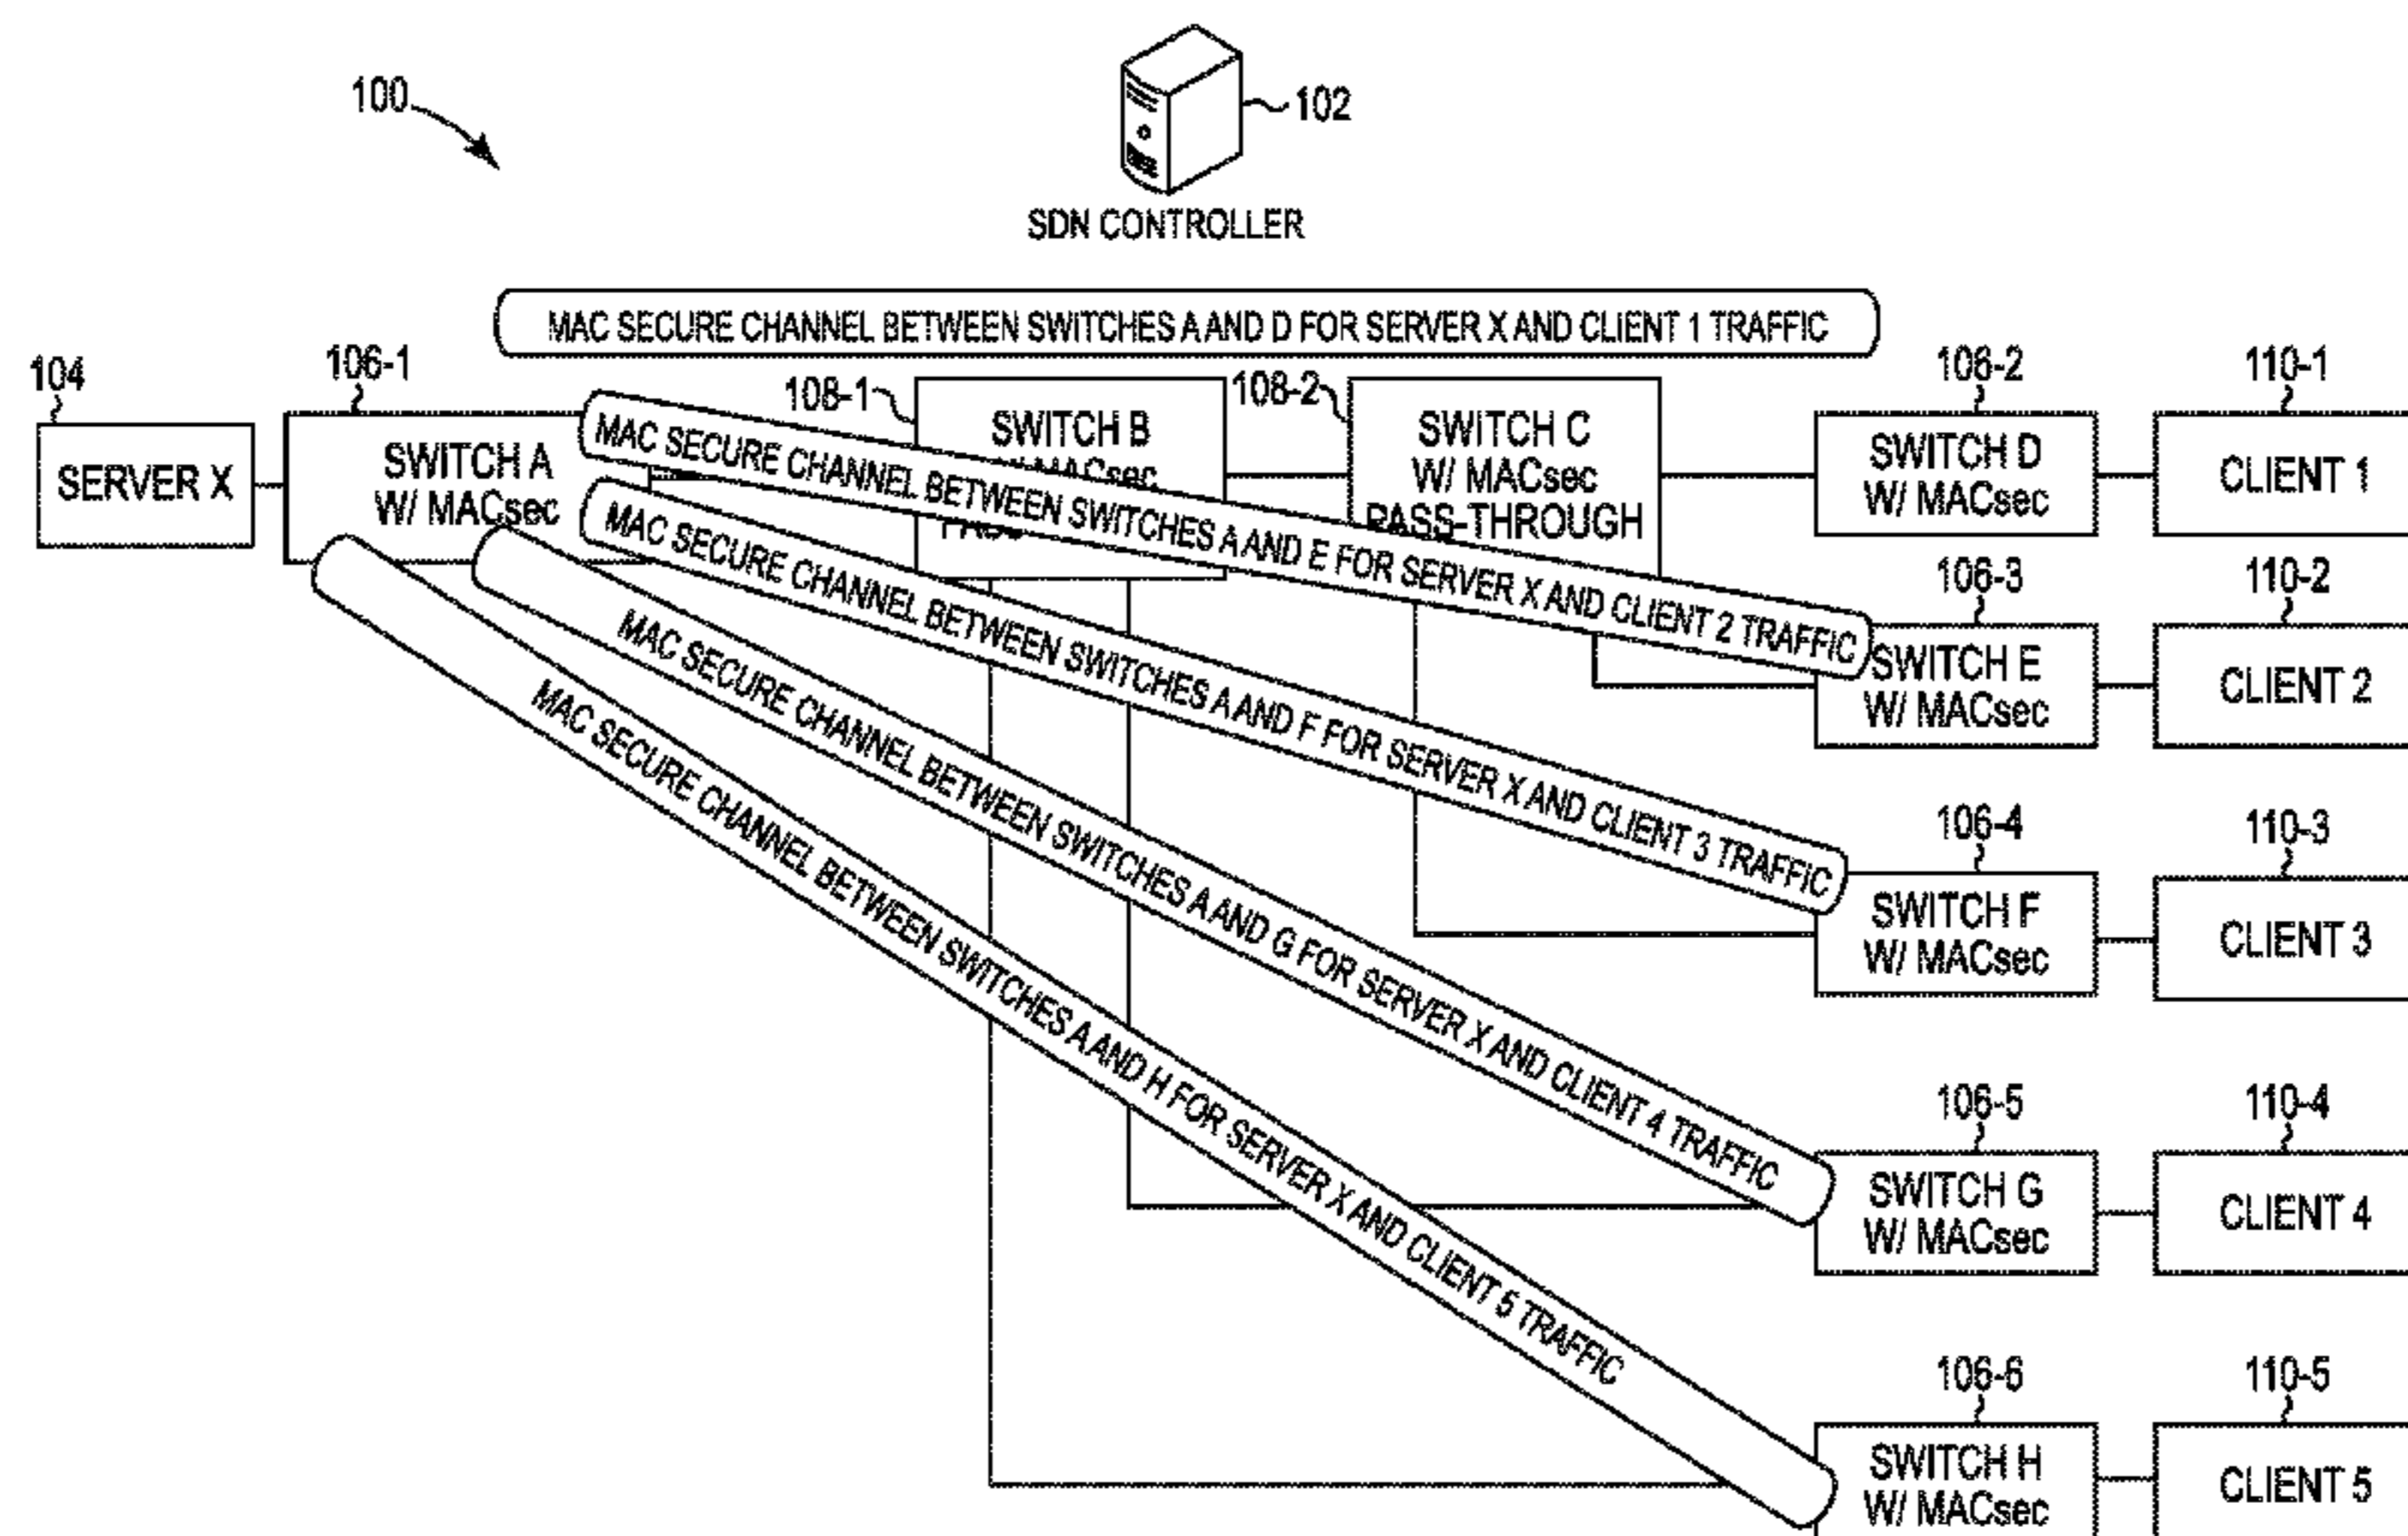 100
102
SDN CONTROLLER
MAC SECURE CHANNEL BETWEEN SWITCHES A AND D FOR SERVER X AND CLIENT 1 TRAFFIC
104
SERVER X
106-1
SWITCH A
W/ MACsec
108-1
SWITCH B
W/ MACsec
108-2
SWITCH C
W/ MACsec
PASS-THROUGH
106-2
SWITCH D
W/ MACsec
110-1
CLIENT 1
MAC SECURE CHANNEL BETWEEN SWITCHES A AND E FOR SERVER X AND CLIENT 2 TRAFFIC
106-3
SWITCH E
W/ MACsec
110-2
CLIENT 2
MAC SECURE CHANNEL BETWEEN SWITCHES A AND F FOR SERVER X AND CLIENT 3 TRAFFIC
106-4
SWITCH F
W/ MACsec
110-3
CLIENT 3
MAC SECURE CHANNEL BETWEEN SWITCHES A AND G FOR SERVER X AND CLIENT 4 TRAFFIC
106-5
SWITCH G
W/ MACsec
110-4
CLIENT 4
MAC SECURE CHANNEL BETWEEN SWITCHES A AND H FOR SERVER X AND CLIENT 5 TRAFFIC
106-6
SWITCH H
W/ MACsec
110-5
CLIENT 5